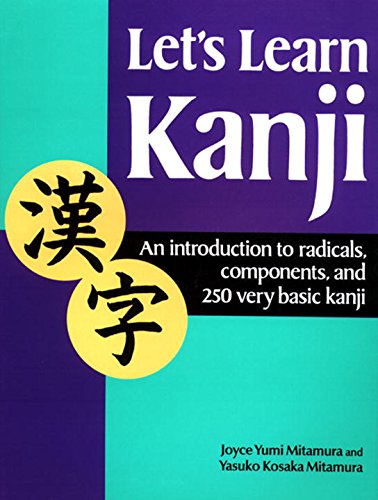 Let's Learn
Kanji
漢
字
An introduction to radicals,
components, and
250 very basic kanji
Joyce Yumi Mitamura and
Yasuko Kosaka Mitamura